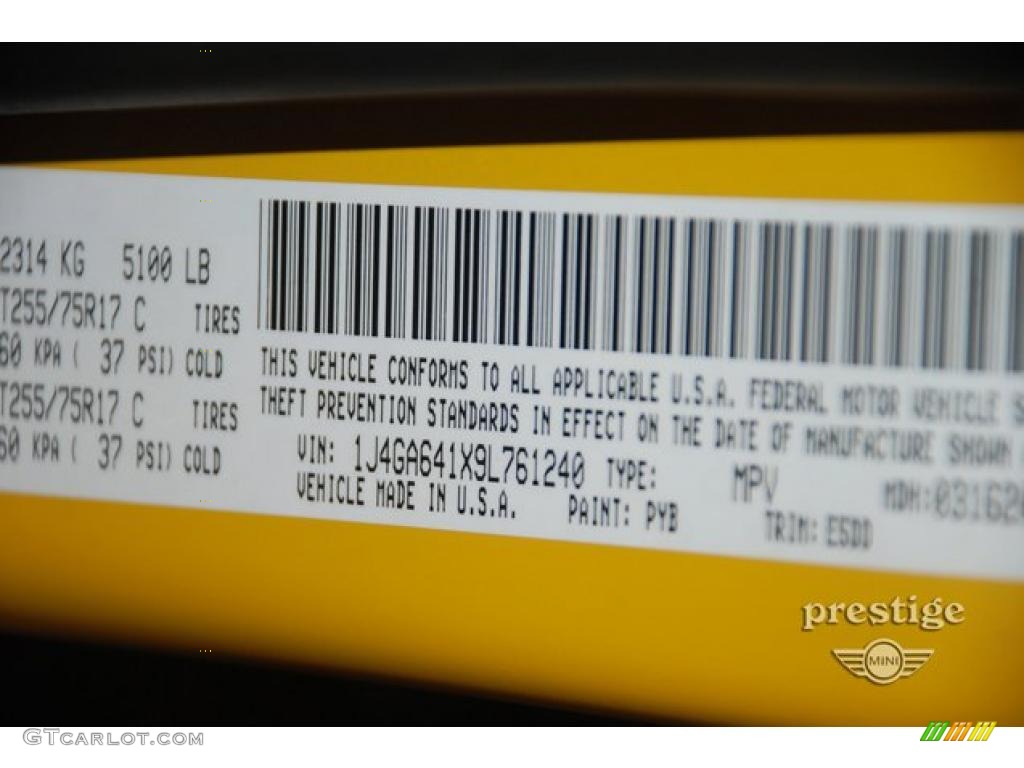 2314 KG 5100 LB
T255/75R17 C TIRES
60 KPA ( 37 PSI) COLD
T255/75R17 C TIRES
60 KPA ( 37 PSI) COLD
THIS VEHICLE CONFORMS TO ALL APPLICABLE U.S.A. FEDERAL MOTOR VEHICLE S
THEFT PREVENTION STANDARDS IN EFFECT ON THE DATE OF MANUFACTURE SHOWN
VIN: 1J4GA641X9L761240 TYPE: MPV MDH:03162
VEHICLE MADE IN U.S.A. PAINT: PYB TRIM: E5DD
prestige
MINI
GTcarlot.com